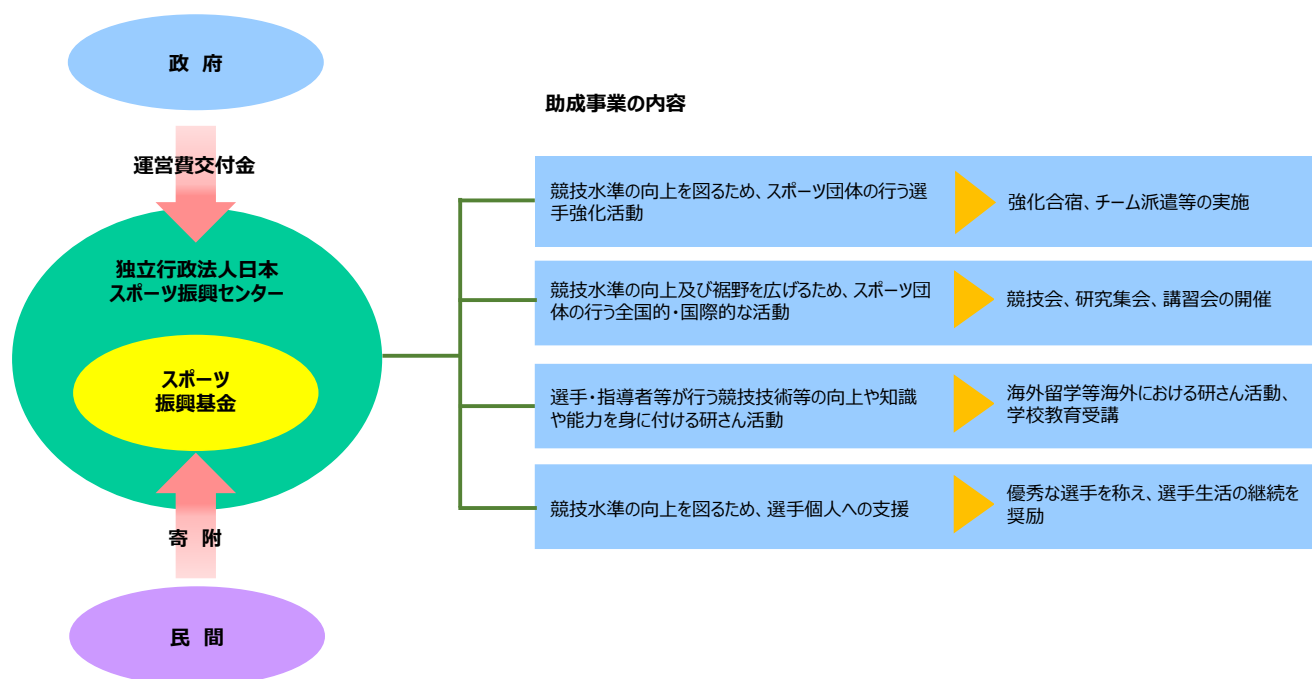 政 府
運営費交付金
独立行政法人日本
スポーツ振興センター
スポーツ
振興基金
寄 附
民 間
助成事業の内容
競技水準の向上を図るため、スポーツ団体の行う選
手強化活動
強化合宿、チーム派遣等の実施
競技水準の向上及び裾野を広げるため、スポーツ団
体の行う全国的・国際的な活動
競技会、研究集会、講習会の開催
選手・指導者等が行う競技技術等の向上や知識
や能力を身に付ける研さん活動
海外留学等海外における研さん活動、
学校教育受講
競技水準の向上を図るため、選手個人への支援
優秀な選手を称え、選手生活の継続を
奨励